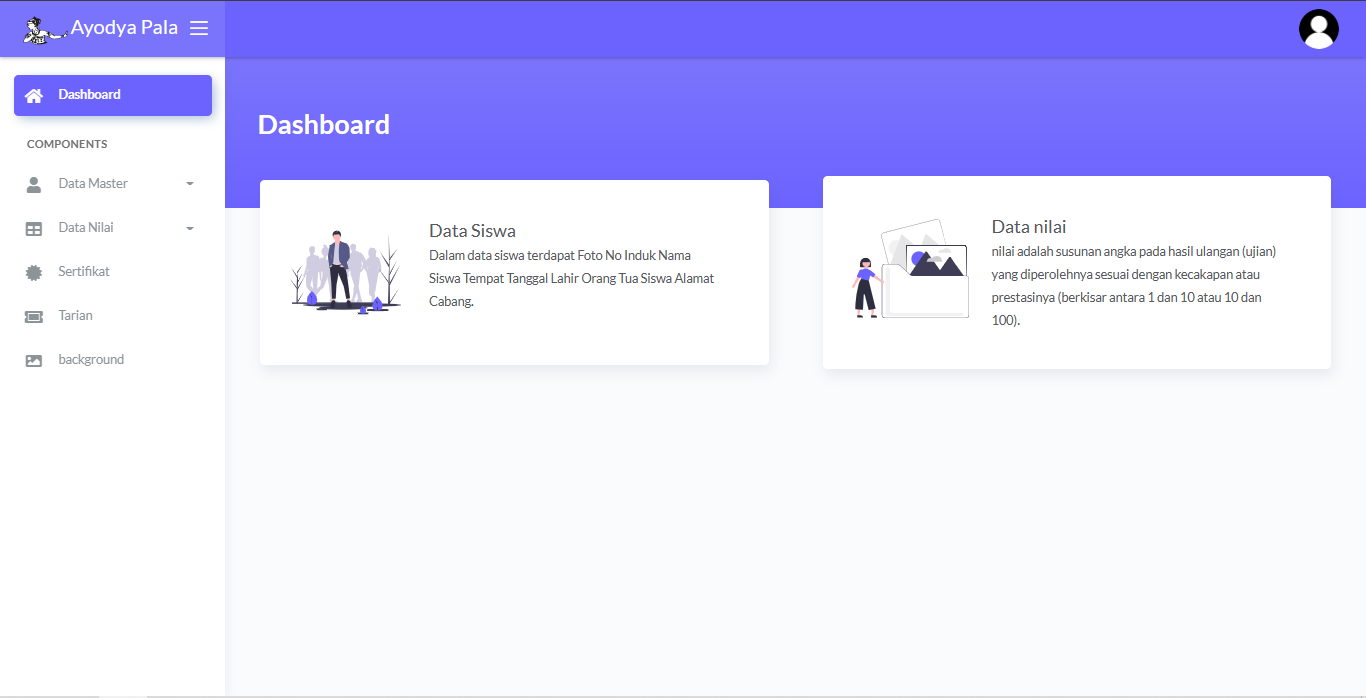 Ayodya Pala
Dashboard
COMPONENTS
Data Master
Data Nilai
Sertifikat
Tarian
background
Dashboard
Data Siswa
Dalam data siswa terdapat Foto No Induk Nama
Siswa Tempat Tanggal Lahir Orang Tua Siswa Alamat
Cabang.
Data nilai
nilai adalah susunan angka pada hasil ulangan (ujian)
yang diperolehnya sesuai dengan kecakapan atau
prestasinya (berkisar antara 1 dan 10 atau 10 dan
100).